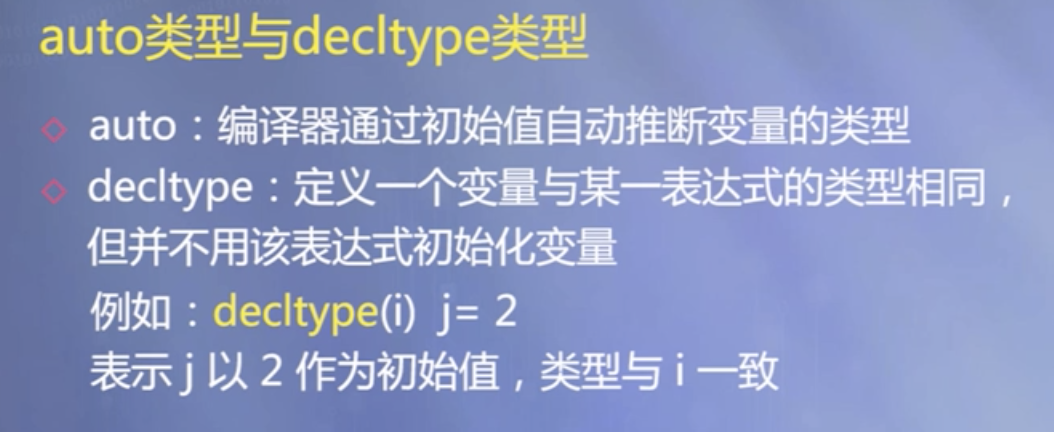 auto类型与decltype类型
auto：编译器通过初始值自动推断变量的类型
decltype：定义一个变量与某一表达式的类型相同，
但并不用该表达式初始化变量
例如：decltype(i) j= 2
表示 j 以 2 作为初始值，类型与 i 一致